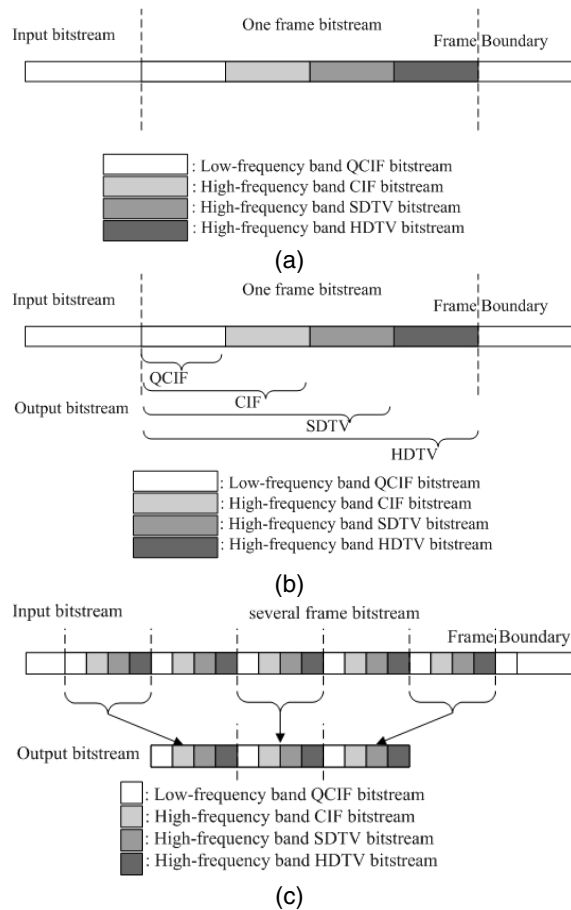 One frame bitstream
Input bitstream
Frame Boundary
: Low-frequency band QCIF bitstream
: High-frequency band CIF bitstream
: High-frequency band SDTV bitstream
: High-frequency band HDTV bitstream
(a)
One frame bitstream
Input bitstream
Frame Boundary
QCIF
CIF
Output bitstream
SDTV
HDTV
: Low-frequency band QCIF bitstream
: High-frequency band CIF bitstream
: High-frequency band SDTV bitstream
: High-frequency band HDTV bitstream
(b)
Input bitstream
several frame bitstream
Frame Boundary
Output bitstream
: Low-frequency band QCIF bitstream
: High-frequency band CIF bitstream
: High-frequency band SDTV bitstream
: High-frequency band HDTV bitstream
(c)